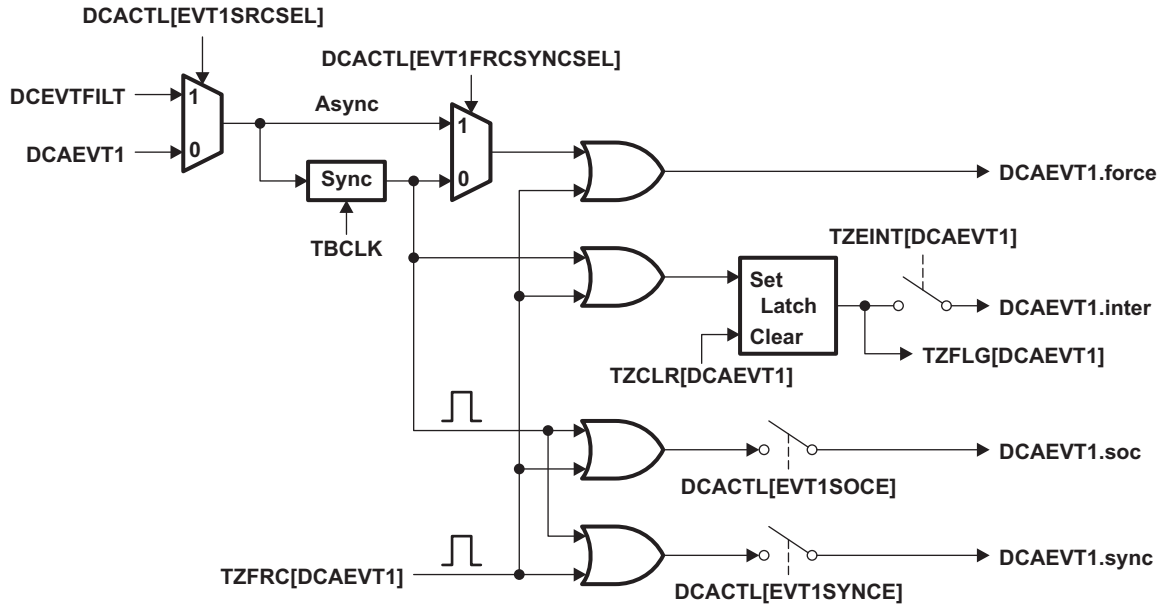 DCACTL[EVT1SRCSEL]
DCACTL[EVT1FRCSYNCSEL]
DCEVTFILT
1
Async
1
DCAEVT1
0
Sync
0
DCAEVT1.force
TBCLK
TZEINT[DCAEVT1]
Set
Latch
DCAEVT1.inter
Clear
TZFLG[DCAEVT1]
TZCLR[DCAEVT1]
DCAEVT1.soc
DCACTL[EVT1SOCE]
DCAEVT1.sync
TZFRC[DCAEVT1]
DCACTL[EVT1SYNCE]